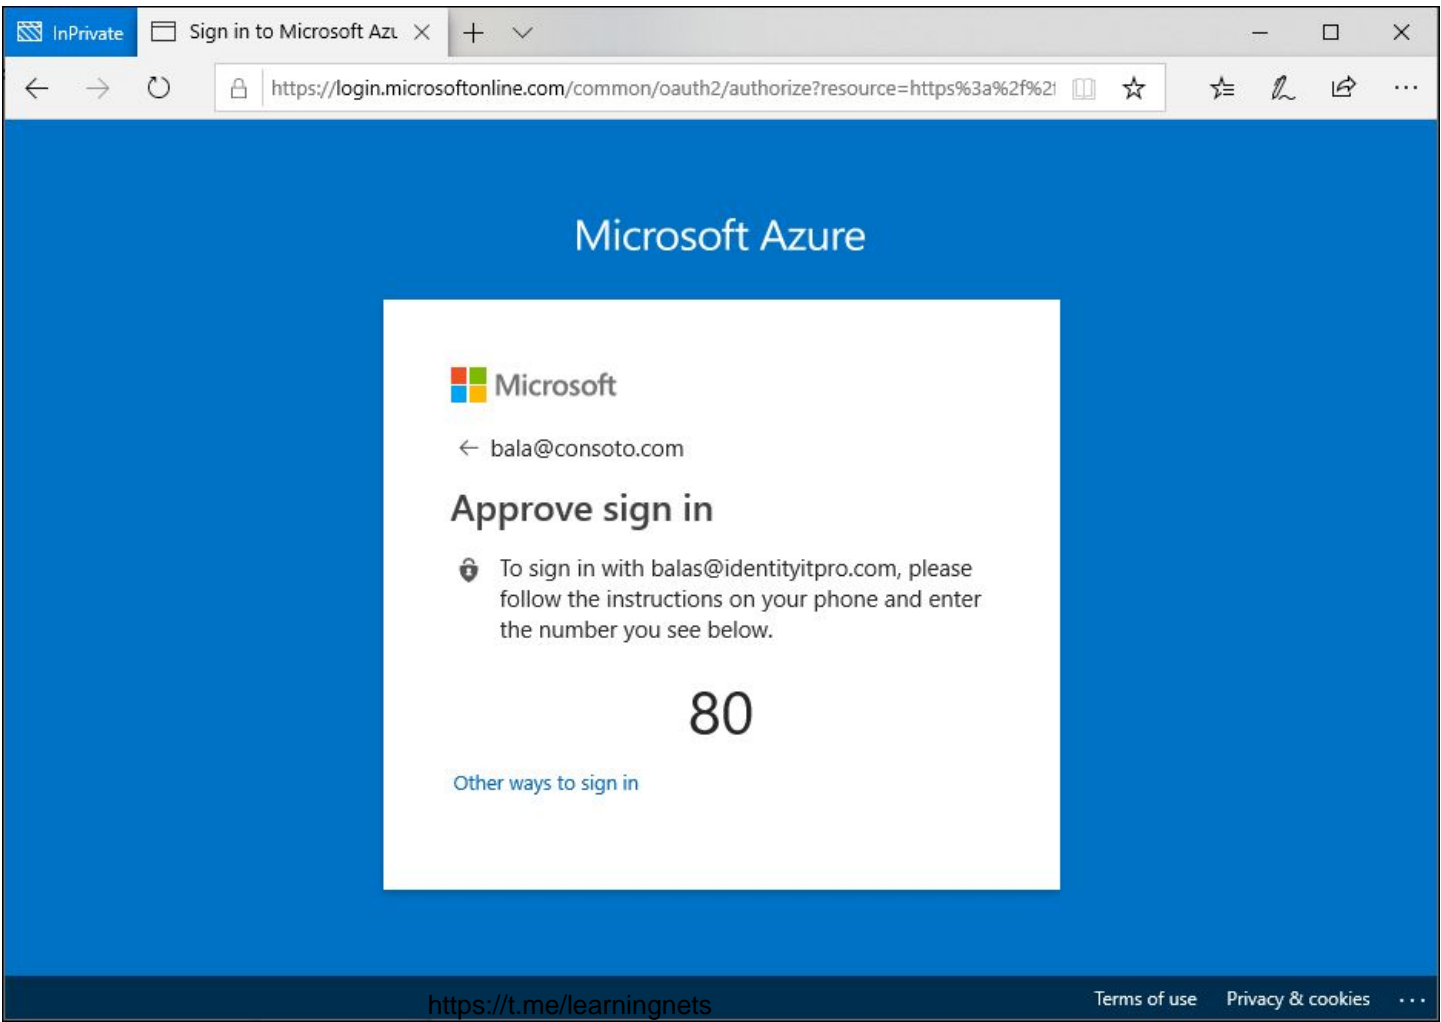 InPrivate
Sign in to Microsoft Azu
https://login.microsoftonline.com/common/oauth2/authorize?resource=https%3a%2f%2f
Microsoft Azure
Microsoft
bala@consoto.com
Approve sign in
To sign in with balas@identityitpro.com, please
follow the instructions on your phone and enter
the number you see below.
80
Other ways to sign in
https://t.me/learningnets
Terms of use
Privacy & cookies